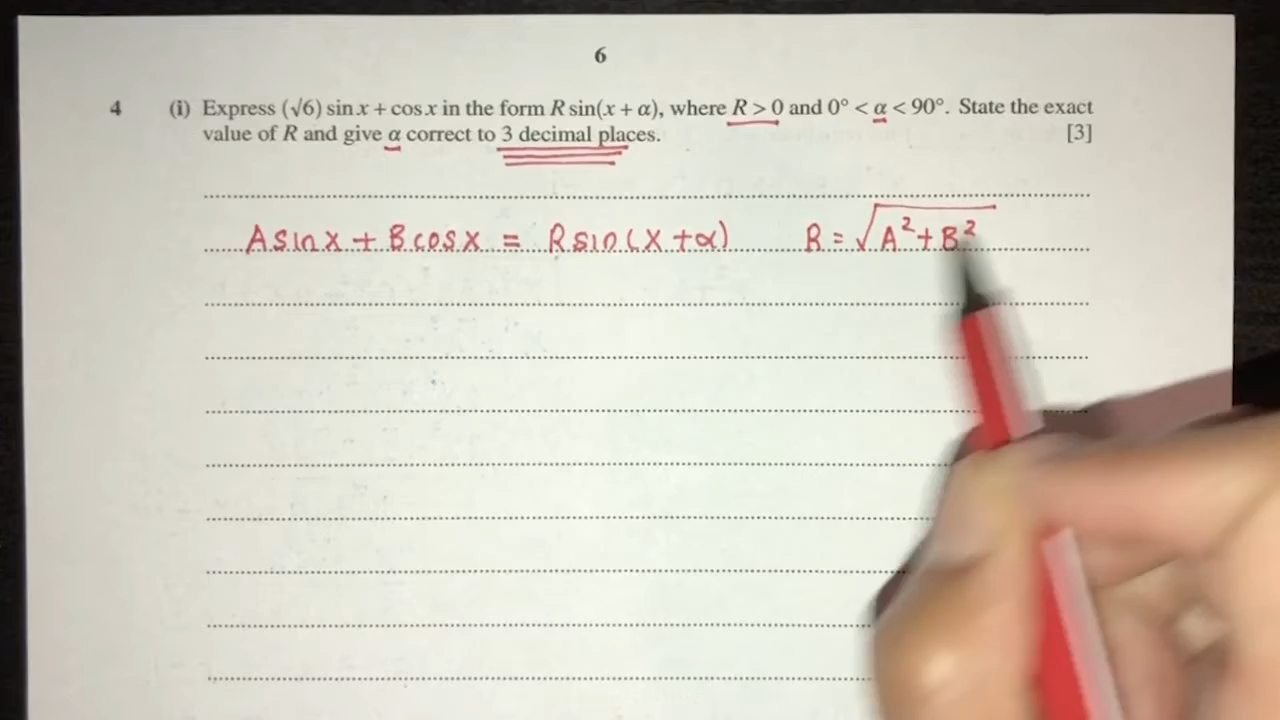 6
4 (i) Express (√6) sin x + cos x in the form R sin(x + α), where R > 0 and 0° < α < 90°. State the exact
value of R and give α correct to 3 decimal places. [3]
A sin x + B cos x = R sin (x + α) R = √A² + B²